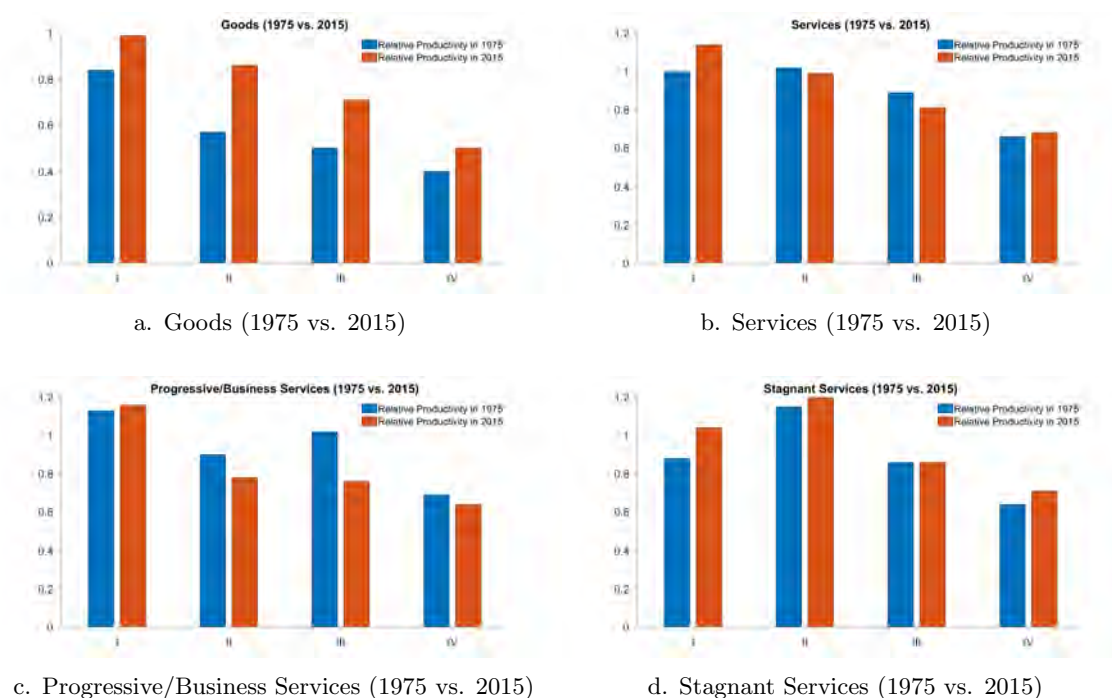 Goods (1975 vs. 2015)
Relative Productivity in 1975
Relative Productivity in 2015
1
0.8
0.6
0.4
0.2
0
I
II
III
IV
a. Goods (1975 vs. 2015)
Services (1975 vs. 2015)
Relative Productivity in 1975
Relative Productivity in 2015
1.2
1
0.8
0.6
0.4
0.2
0
I
II
III
IV
b. Services (1975 vs. 2015)
Progressive/Business Services (1975 vs. 2015)
Relative Productivity in 1975
Relative Productivity in 2015
1.2
1
0.8
0.6
0.4
0.2
0
I
II
III
IV
c. Progressive/Business Services (1975 vs. 2015)
Stagnant Services (1975 vs. 2015)
Relative Productivity in 1975
Relative Productivity in 2015
1.2
1
0.8
0.6
0.4
0.2
0
I
II
III
IV
d. Stagnant Services (1975 vs. 2015)